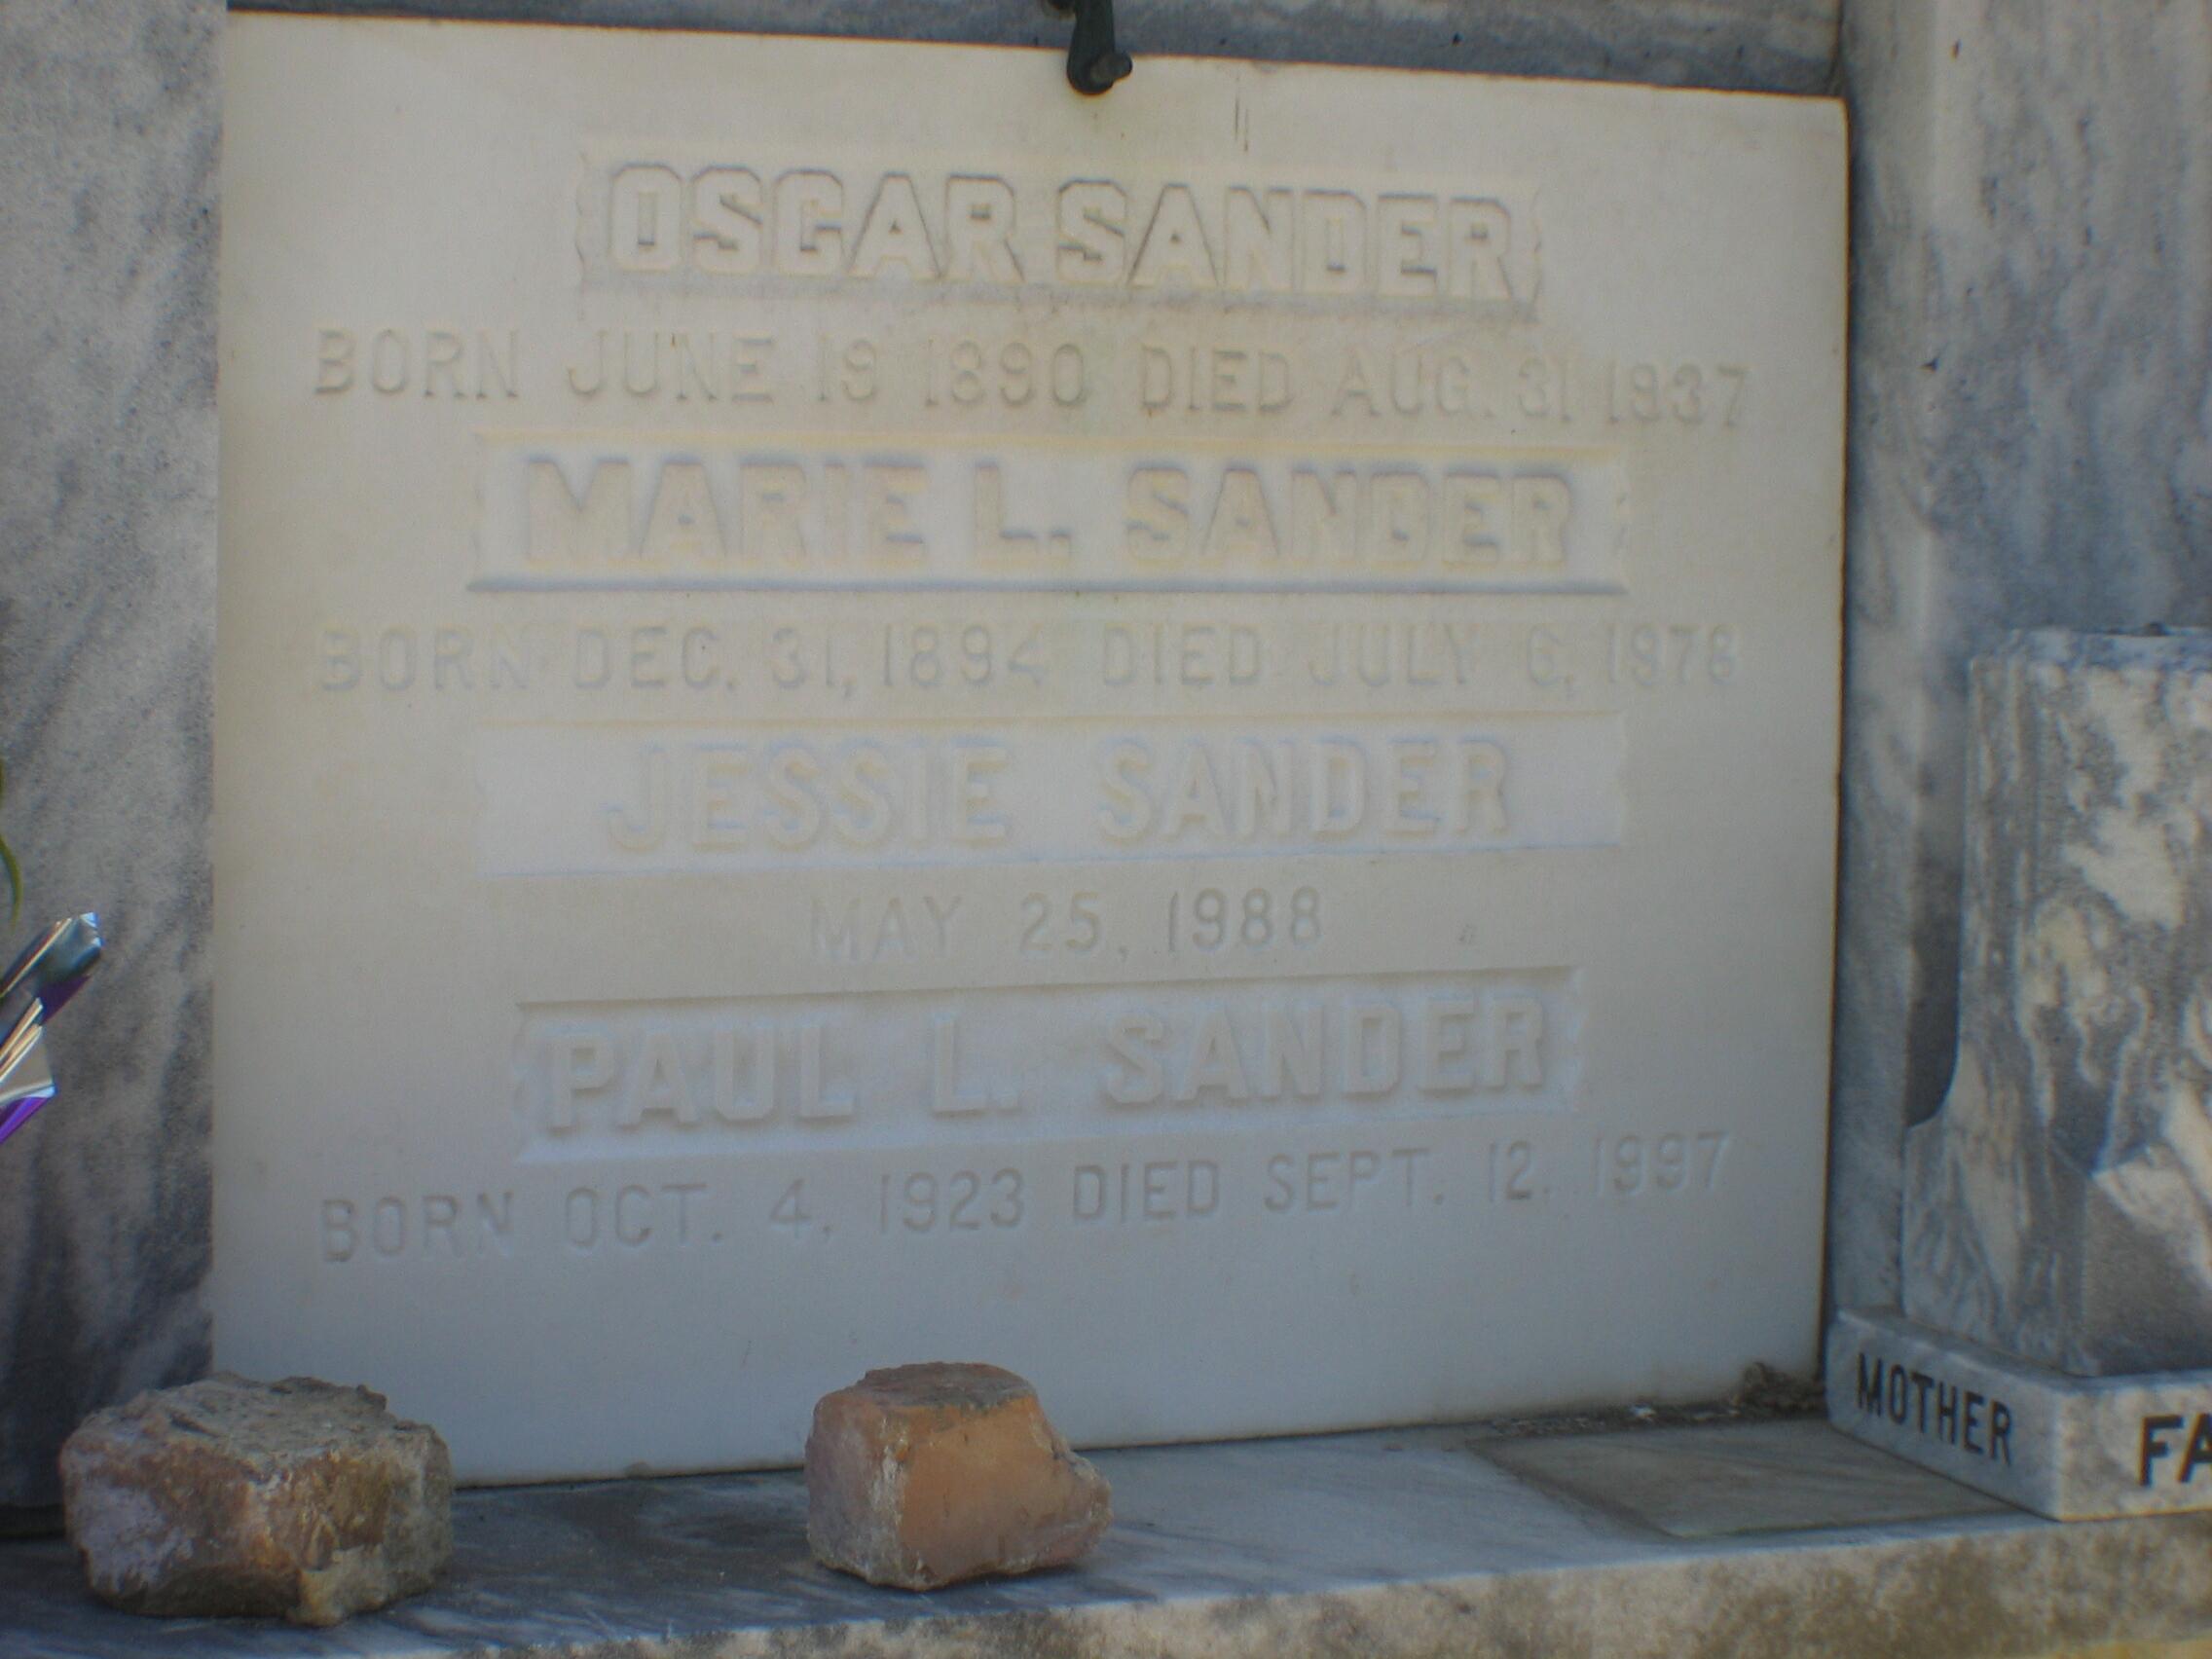 OSCAR SANDER
BORN JUNE 19 1890 DIED AUG. 31 1937
MARIE L. SANDER
BORN DEC. 31, 1894 DIED JULY 6, 1978
JESSIE SANDER
MAY 25, 1988
PAUL L. SANDER
BORN OCT. 4, 1923 DIED SEPT. 12, 1997
MOTHER
FA